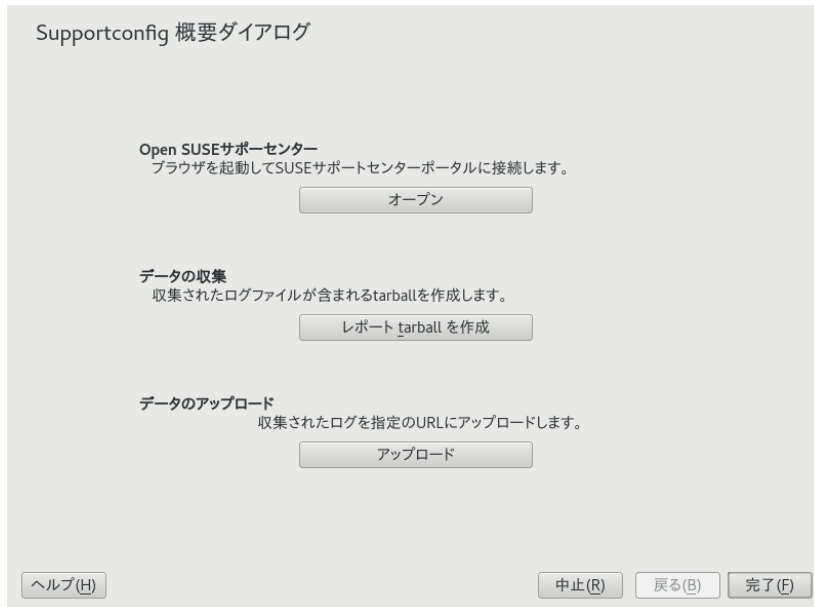 Supportconfig 概要ダイアログ
Open SUSEサポーセンター
ブラウザを起動してSUSEサポートセンターポータルに接続します。
オープン
データの収集
収集されたログファイルが含まれるtarballを作成します。
レポート tarball を作成
データのアップロード
収集されたログを指定のURLにアップロードします。
アップロード
ヘルプ(H) 中止(R) 戻る(B) 完了(F)